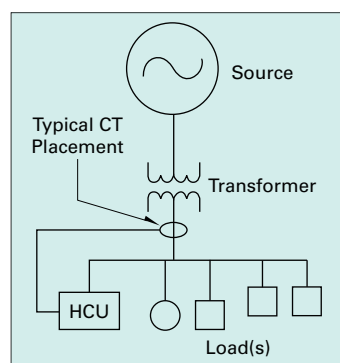 Source
Typical CT
Placement
Transformer
HCU
Load(s)